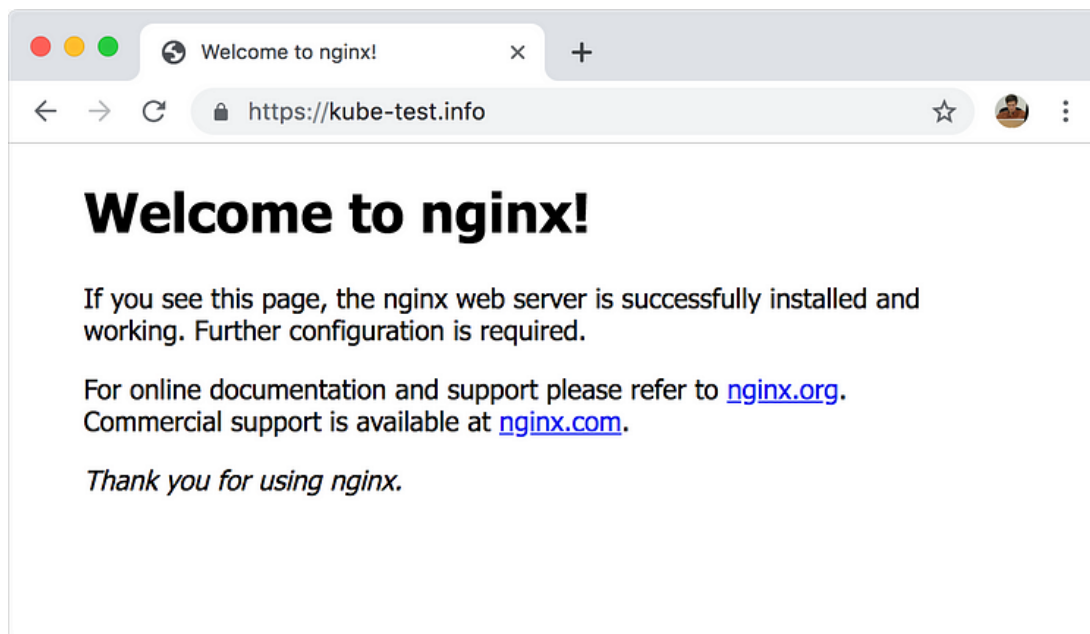 Welcome to nginx!
https://kube-test.info
Welcome to nginx!
If you see this page, the nginx web server is successfully installed and
working. Further configuration is required.
For online documentation and support please refer to nginx.org.
Commercial support is available at nginx.com.
Thank you for using nginx.